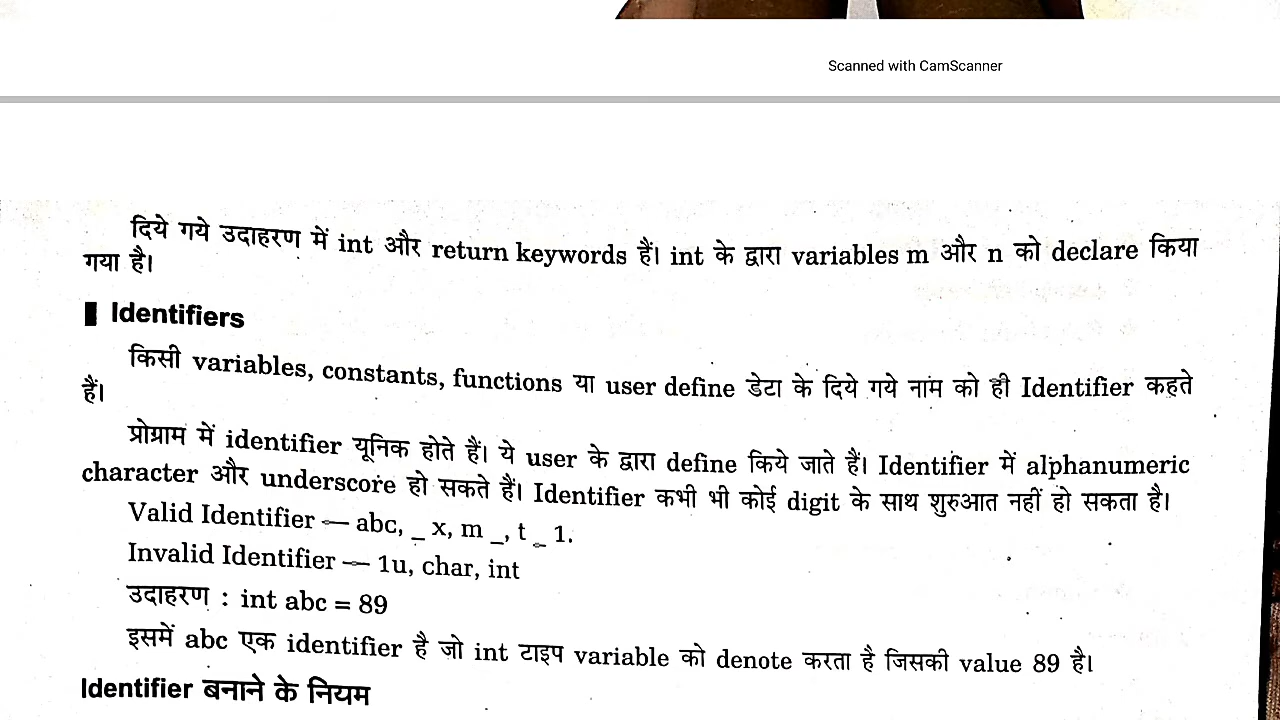 Scanned with CamScanner
दिये गये उदाहरण में int और return keywords हैं। int के द्वारा variables m और n को declare किया
गया है।
Identifiers
किसी variables, constants, functions या user define डेटा के दिये गये नाम को ही Identifier कहते
हैं।
प्रोग्राम में identifier यूनिक होते हैं। ये user के द्वारा define किये जाते हैं। Identifier में alphanumeric
character और underscore हो सकते हैं। Identifier कभी भी कोई digit के साथ शुरुआत नहीं हो सकता है।
Valid Identifier — abc, _ x, m _, t _ 1.
Invalid Identifier — 1u, char, int
उदाहरण : int abc = 89
इसमें abc एक identifier है जो int टाइप variable को denote करता है जिसकी value 89 है।
Identifier बनाने के नियम